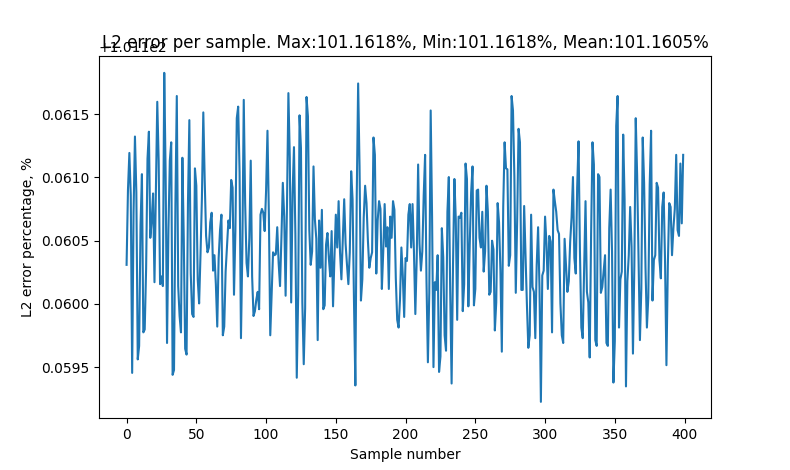 L2 error per sample. Max:101.1618%, Min:101.1618%, Mean:101.1605%
+1.011e2
0.0615
0.0610
0.0605
0.0600
0.0595
L2 error percentage, %
0 50 100 150 200 250 300 350 400
Sample number